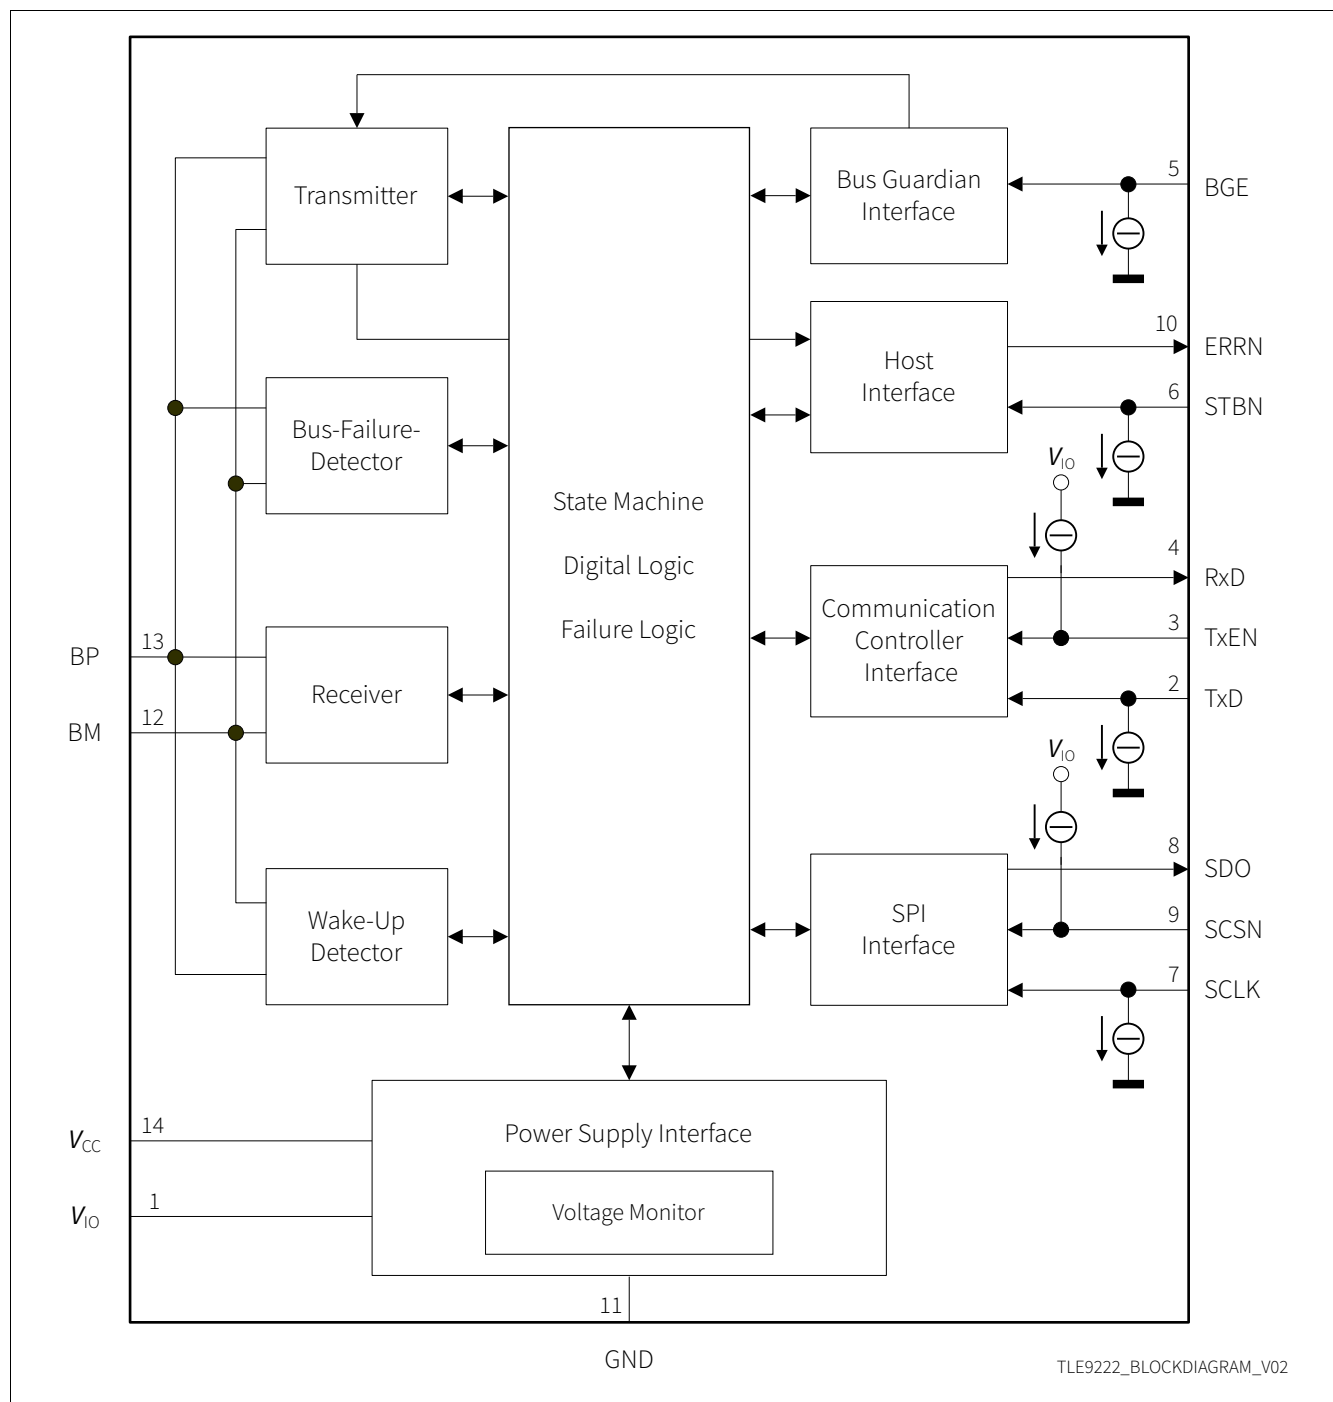 Transmitter
Bus Guardian
Interface
5
BGE
Host
Interface
10
ERRN
6
STBN
Bus-Failure-
Detector
State Machine
Digital Logic
Failure Logic
VIO
4
RxD
Communication
Controller
Interface
3
TxEN
2
TxD
BP
13
BM
12
Receiver
VIO
8
SDO
SPI
Interface
9
SCSN
7
SCLK
Wake-Up
Detector
VCC
14
VIO
1
Power Supply Interface
Voltage Monitor
11
GND
TLE9222_BLOCKDIAGRAM_V02